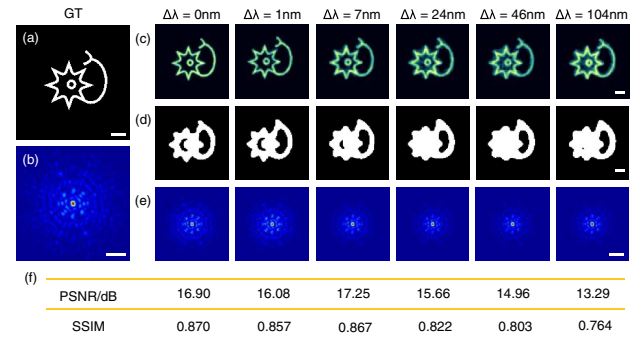 GT
Δλ = 0nm Δλ = 1nm Δλ = 7nm Δλ = 24nm Δλ = 46nm Δλ = 104nm
(a)
(c)
(d)
(b)
(e)
(f)
PSNR/dB 16.90 16.08 17.25 15.66 14.96 13.29
SSIM 0.870 0.857 0.867 0.822 0.803 0.764